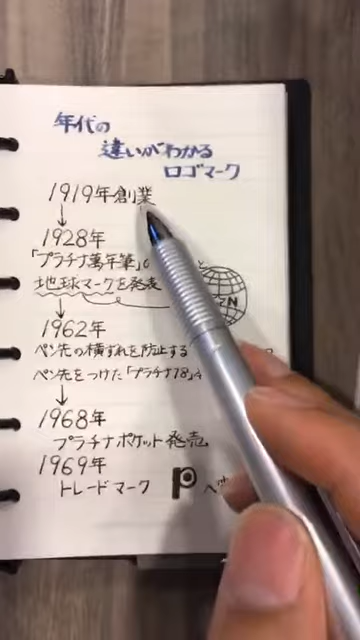 年代の
違いがわかる
ロゴマーク
1919年創業
1928年
「プラチナ萬年筆」の
地球マークを発表
ZN
1962年
ペン先の横ずれを防止する
ペン先をつけた「プラチナ18」
1968年
プラチナポケット発売
1969年
トレードマーク P へ